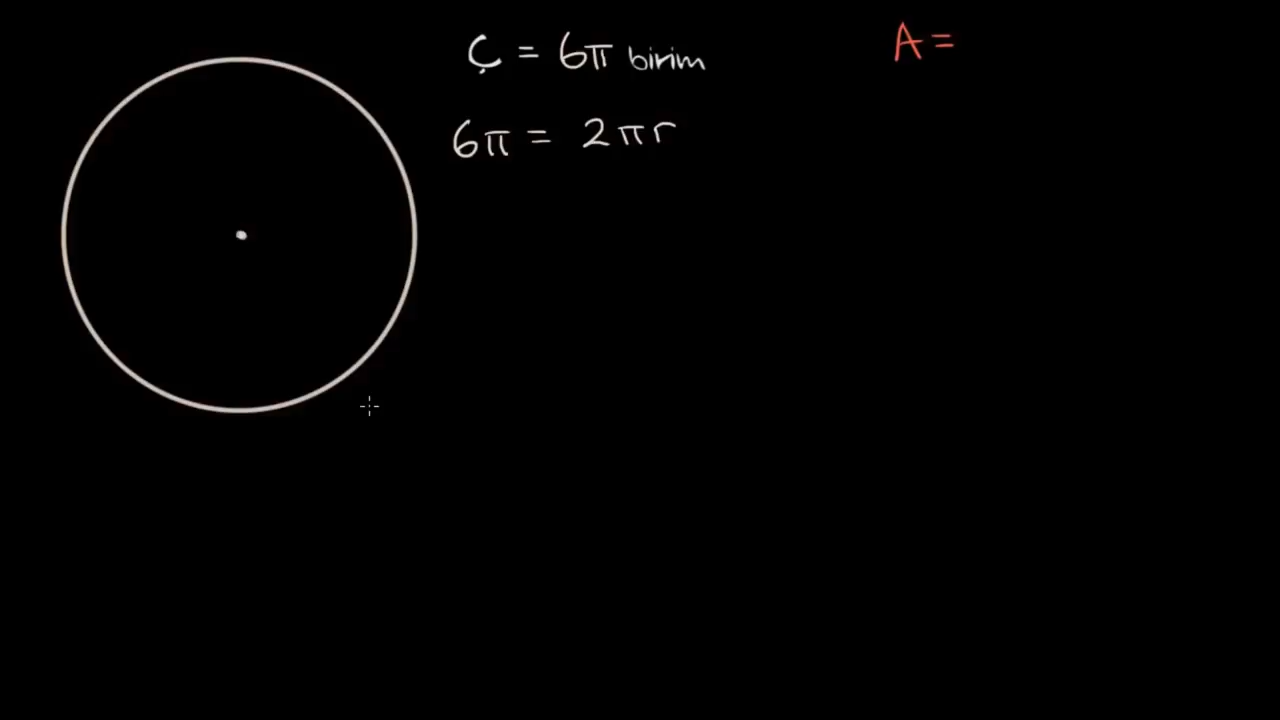 Ç = 6π birim
A =
6π = 2πr